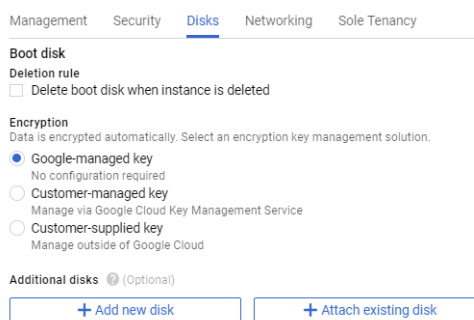 Management Security Disks Networking Sole Tenancy
Boot disk
Deletion rule
Delete boot disk when instance is deleted
Encryption
Data is encrypted automatically. Select an encryption key management solution.
Google-managed key
No configuration required
Customer-managed key
Manage via Google Cloud Key Management Service
Customer-supplied key
Manage outside of Google Cloud
Additional disks ? (Optional)
+ Add new disk + Attach existing disk